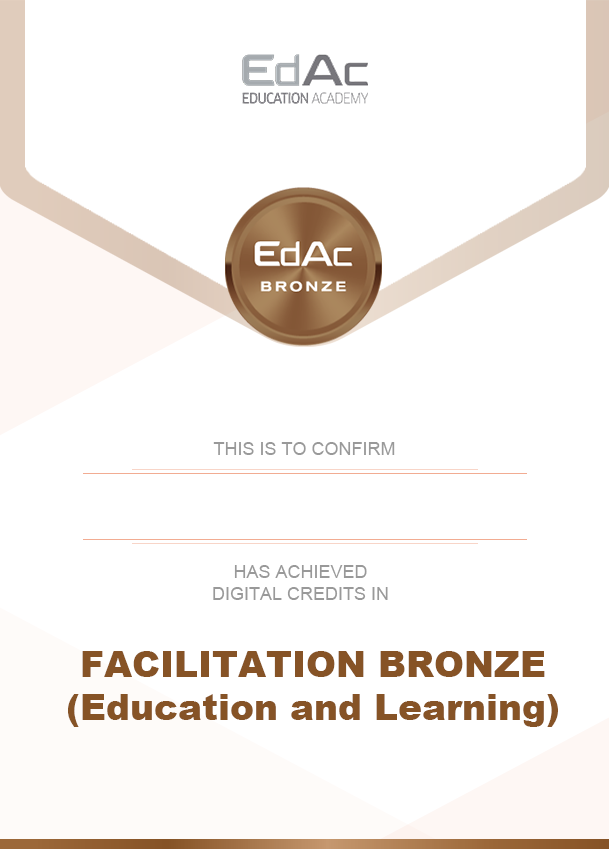 EdAc
EDUCATION ACADEMY
EdAc
BRONZE
THIS IS TO CONFIRM
HAS ACHIEVED
DIGITAL CREDITS IN
FACILITATION BRONZE
(Education and Learning)